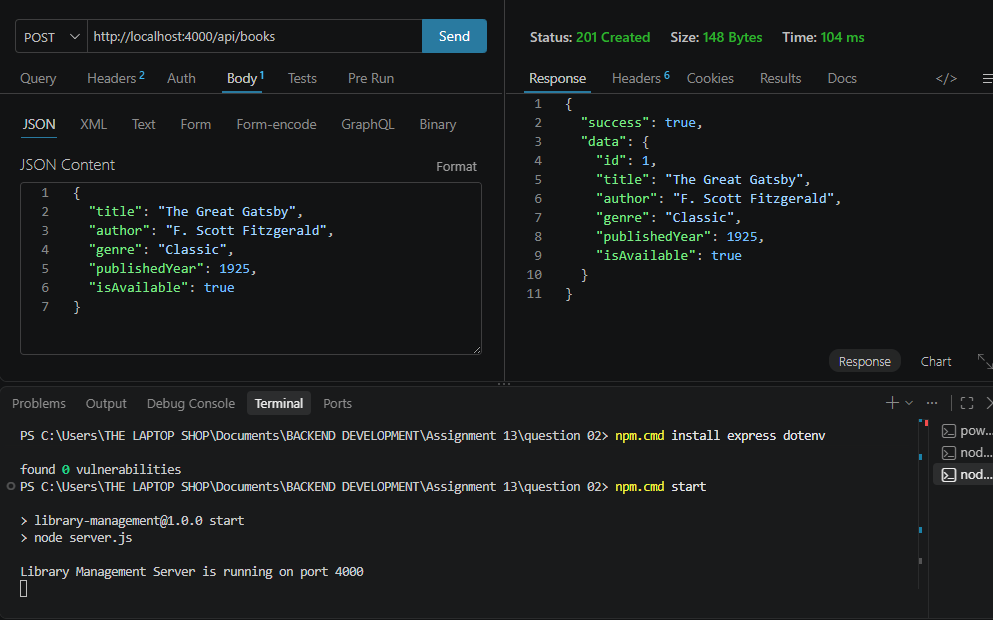 POST http://localhost:4000/api/books Send
Query Headers 2 Auth Body 1 Tests Pre Run
JSON XML Text Form Form-encode GraphQL Binary
JSON Content Format
1 {
2 "title": "The Great Gatsby",
3 "author": "F. Scott Fitzgerald",
4 "genre": "Classic",
5 "publishedYear": 1925,
6 "isAvailable": true
7 }
Status: 201 Created Size: 148 Bytes Time: 104 ms
Response Headers 6 Cookies Results Docs </>
1 {
2 "success": true,
3 "data": {
4 "id": 1,
5 "title": "The Great Gatsby",
6 "author": "F. Scott Fitzgerald",
7 "genre": "Classic",
8 "publishedYear": 1925,
9 "isAvailable": true
10 }
11 }
Response Chart
Problems Output Debug Console Terminal Ports
PS C:\Users\THE LAPTOP SHOP\Documents\BACKEND DEVELOPMENT\Assignment 13\question 02> npm.cmd install express dotenv
found 0 vulnerabilities
PS C:\Users\THE LAPTOP SHOP\Documents\BACKEND DEVELOPMENT\Assignment 13\question 02> npm.cmd start
> library-management@1.0.0 start
> node server.js
Library Management Server is running on port 4000
pow...
nod...
nod...